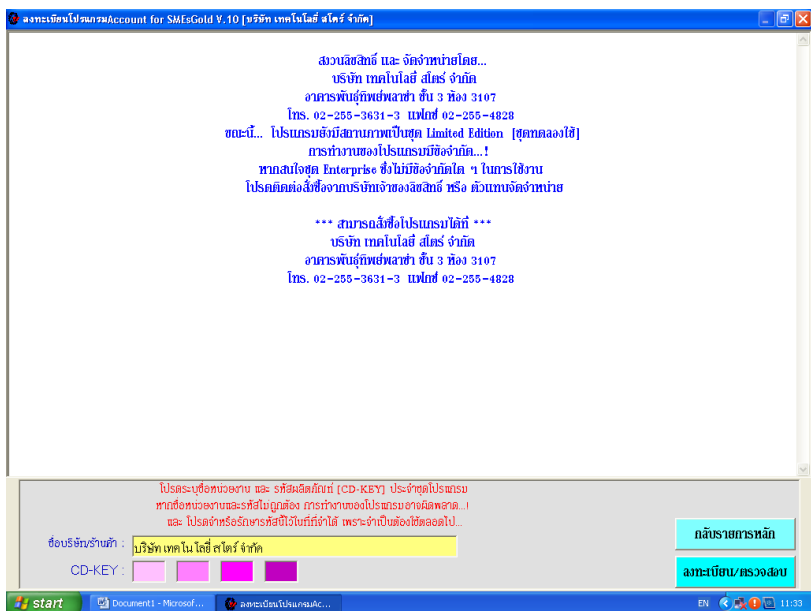 ลงทะเบียนโปรแกรมAccount for SMEsGold V.10 [บริษัท เทคโนโลยี่ สโตร์ จำกัด]
สงวนลิขสิทธิ์ และ จัดจำหน่ายโดย...
บริษัท เทคโนโลยี่ สโตร์ จำกัด
อาคารพันธุ์ทิพย์พลาซ่า ชั้น 3 ห้อง 3107
โทร. 02-255-3631-3 แฟกซ์ 02-255-4828
ขณะนี้... โปรแกรมยังมีสถานภาพเป็นชุด Limited Edition [ชุดทดลองใช้]
การทำงานของโปรแกรมมีข้อจำกัด...!
หากสนใจชุด Enterprise ซึ่งไม่มีข้อจำกัดใด ๆ ในการใช้งาน
โปรดติดต่อสั่งซื้อจากบริษัทเจ้าของลิขสิทธิ์ หรือ ตัวแทนจัดจำหน่าย
*** สามารถสั่งซื้อโปรแกรมได้ที่ ***
บริษัท เทคโนโลยี่ สโตร์ จำกัด
อาคารพันธุ์ทิพย์พลาซ่า ชั้น 3 ห้อง 3107
โทร. 02-255-3631-3 แฟกซ์ 02-255-4828
โปรดระบุชื่อหน่วยงาน และ รหัสผลิตภัณฑ์ [CD-KEY] ประจำชุดโปรแกรม
หากชื่อหน่วยงานและรหัสไม่ถูกต้อง การทำงานของโปรแกรมอาจผิดพลาด...!
และ โปรดจำหรือรักษารหัสนี้ไว้ในที่ที่จำได้ เพราะจำเป็นต้องใช้ตลอดไป...
ชื่อบริษัท/ร้านค้า : บริษัท เทคโนโลยี่ สโตร์ จำกัด
CD-KEY :
กลับรายการหลัก
ลงทะเบียน/ตรวจสอบ
start
Document1 - Microsof...
ลงทะเบียนโปรแกรมAc...
EN
11:33